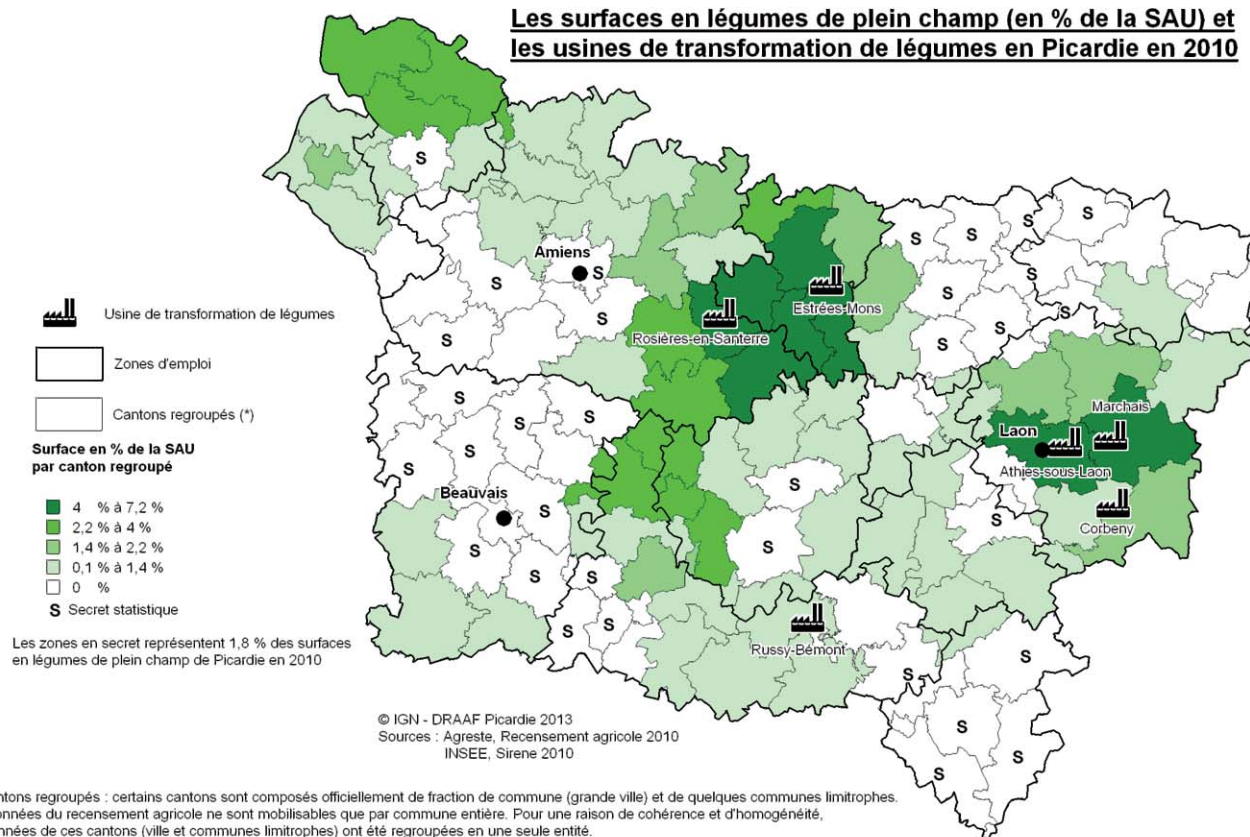 Les surfaces en légumes de plein champ (en % de la SAU) et
les usines de transformation de légumes en Picardie en 2010
S
Amiens
S
S
S
S
Rosières-en-Santerre
Estrées-Mons
S
S
S
S
S
S
S
S
S
Usine de transformation de légumes
Zones d'emploi
Cantons regroupés (*)
Surface en % de la SAU
par canton regroupé
4 % à 7,2 %
2,2 % à 4 %
1,4 % à 2,2 %
0,1 % à 1,4 %
0 %
S Secret statistique
Les zones en secret représentent 1,8 % des surfaces
en légumes de plein champ de Picardie en 2010
S
S
S
S
Beauvais
S
S
S
S
S
S
S
S
Marchais
Laon
Athies-sous-Laon
S
Corbeny
Russy-Bémont
S
S
S
S
S
© IGN - DRAAF Picardie 2013
Sources : Agreste, Recensement agricole 2010
INSEE, Sirene 2010
ntons regroupés : certains cantons sont composés officiellement de fraction de commune (grande ville) et de quelques communes limitrophes.
onnées du recensement agricole ne sont mobilisables que par commune entière. Pour une raison de cohérence et d'homogénéité,
nnées de ces cantons (ville et communes limitrophes) ont été regroupées en une seule entité.